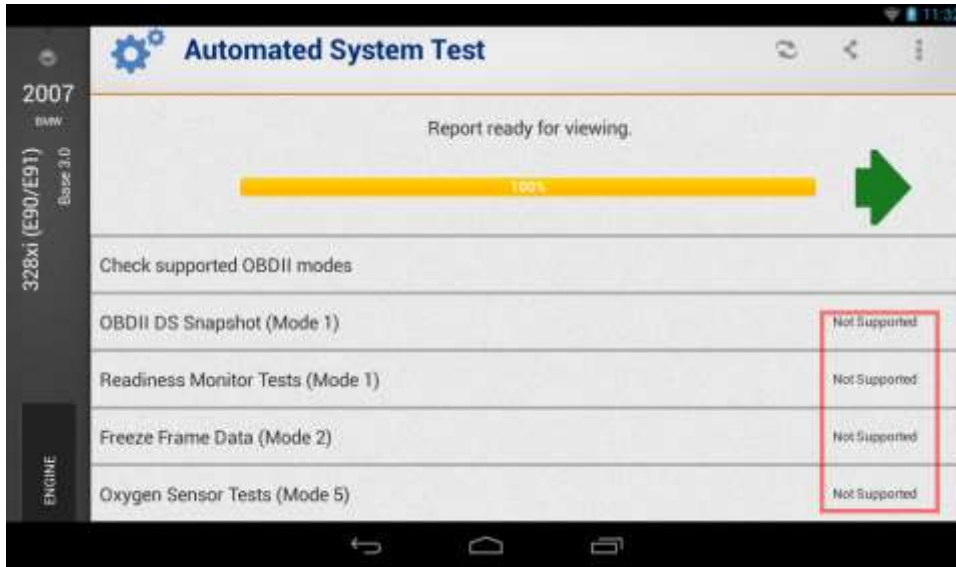 11:32
Automated System Test
2007
BMW
328xi (E90/E91)
Base 3.0
ENGINE
Report ready for viewing.
100%
Check supported OBDII modes
OBDII DS Snapshot (Mode 1)
Not Supported
Readiness Monitor Tests (Mode 1)
Not Supported
Freeze Frame Data (Mode 2)
Not Supported
Oxygen Sensor Tests (Mode 5)
Not Supported